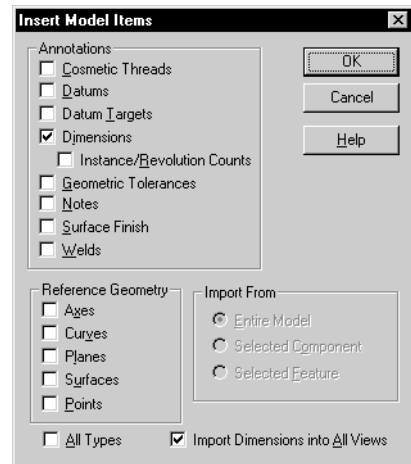 Insert Model Items
Annotations
Cosmetic Threads
Datums
Datum Targets
Dimensions
Instance/Revolution Counts
Geometric Tolerances
Notes
Surface Finish
Welds
OK
Cancel
Help
Reference Geometry
Axes
Curves
Planes
Surfaces
Points
Import From
Entire Model
Selected Component
Selected Feature
All Types
Import Dimensions into All Views